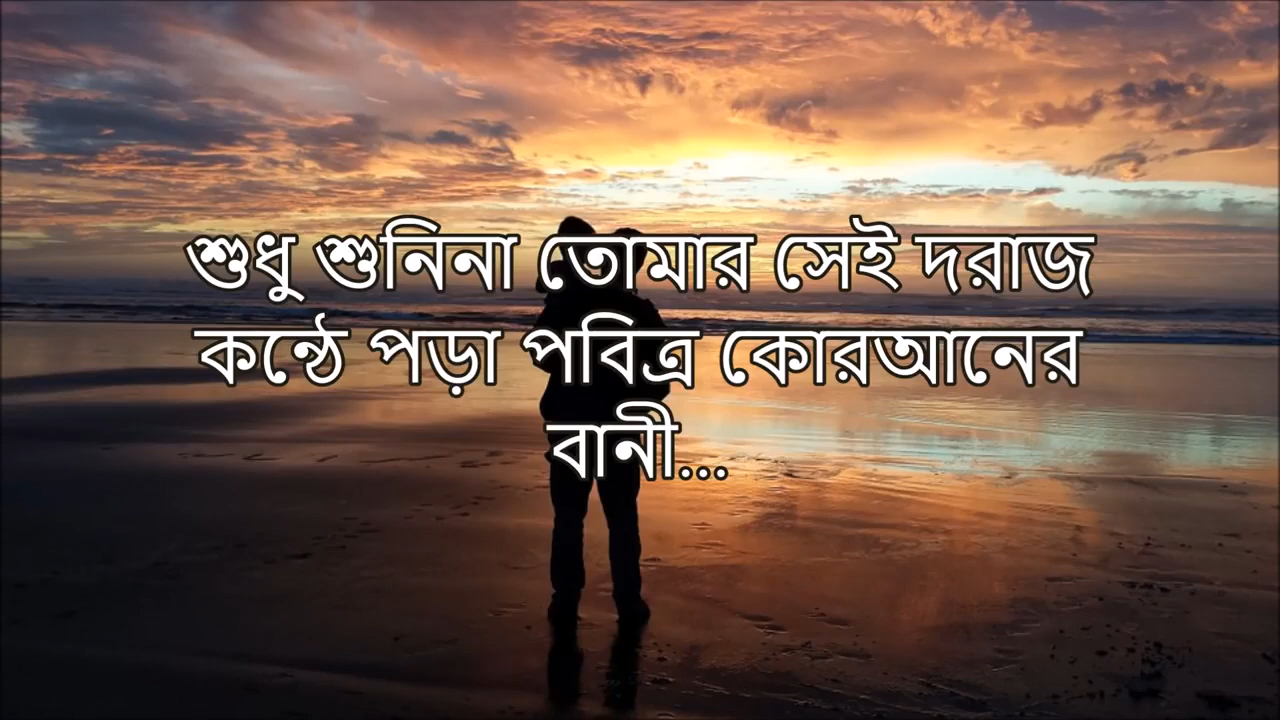 শুধু শুনিনা তোমার সেই দরাজ
কন্ঠে পড়া পবিত্র কোরআনের
বানী...